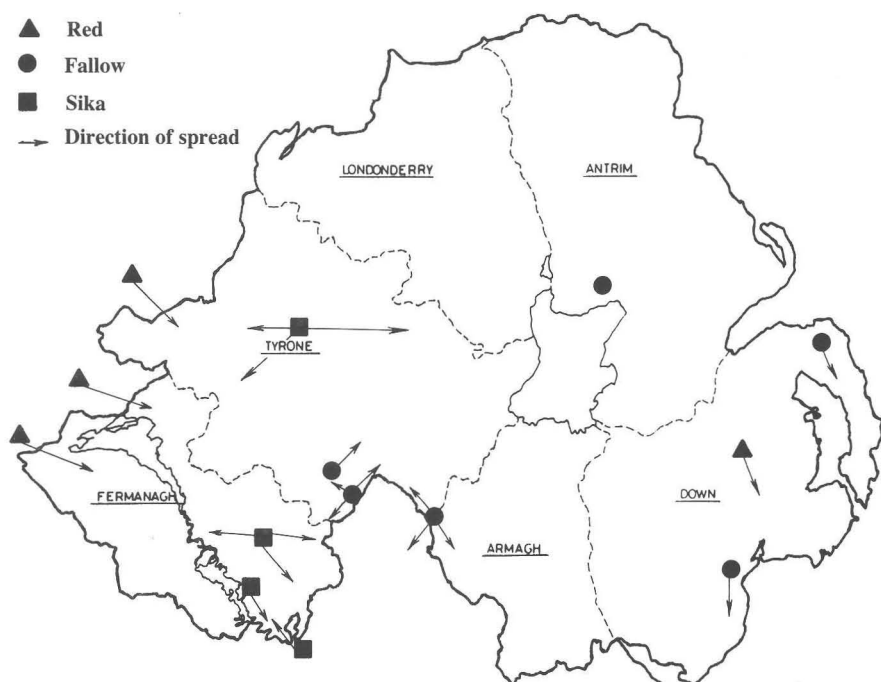 Red
Fallow
Sika
Direction of spread
LONDONDERRY
ANTRIM
TYRONE
FERMANAGH
DOWN
ARMAGH